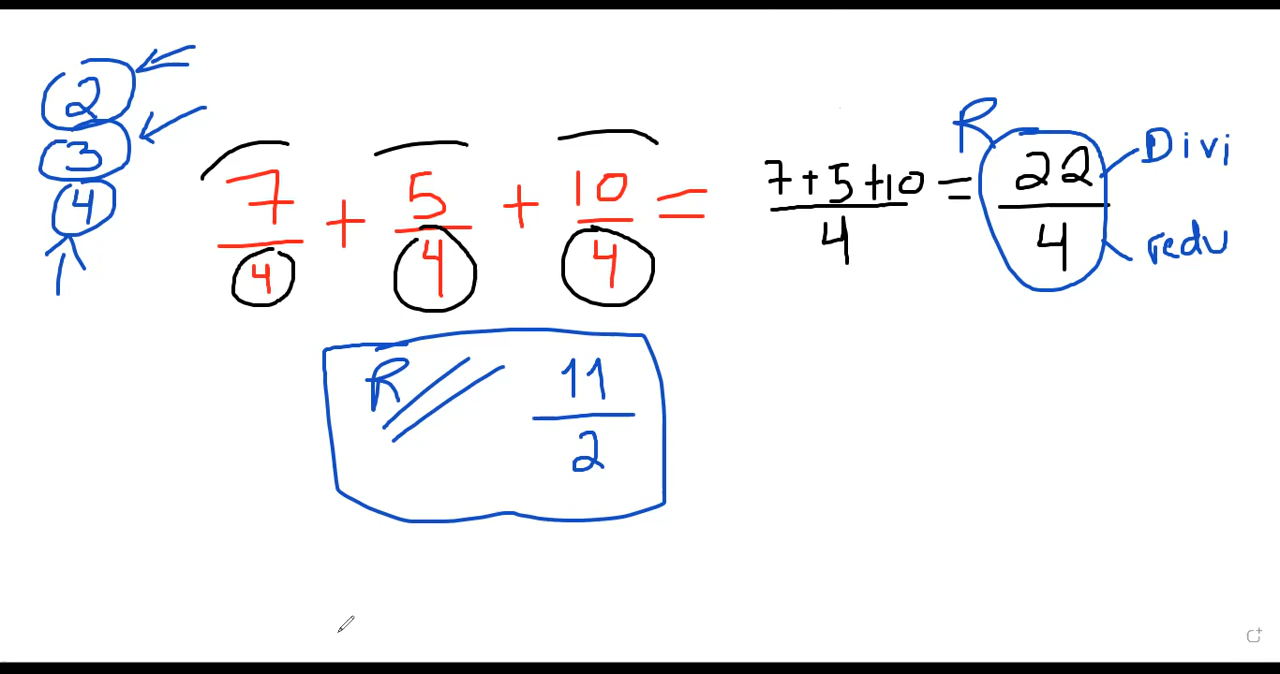 2
3
4
7/4 + 5/4 + 10/4 = 7+5+10/4 = 22/4
R
Divi
redu
R// 11/2